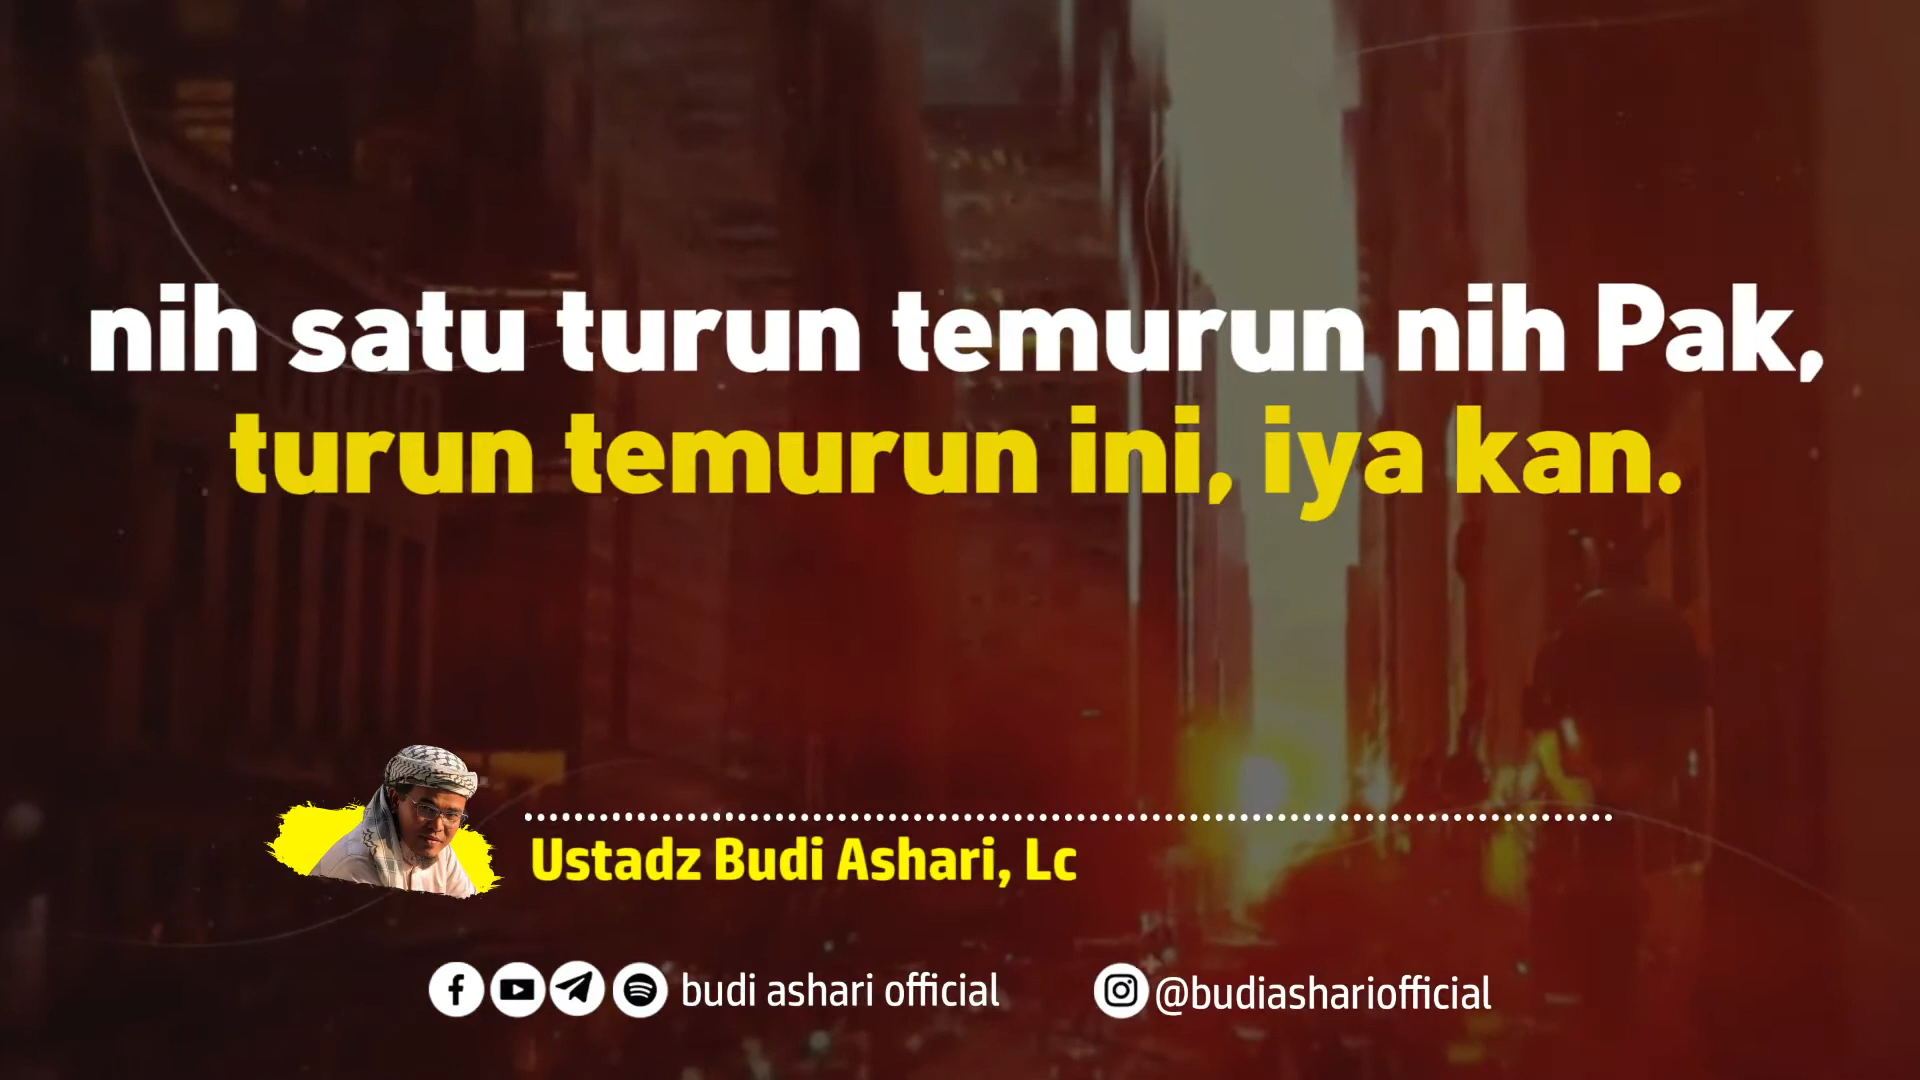 nih satu turun temurun nih Pak,
turun temurun ini, iya kan.
Ustadz Budi Ashari, Lc
budi ashari official
@budiashariofficial